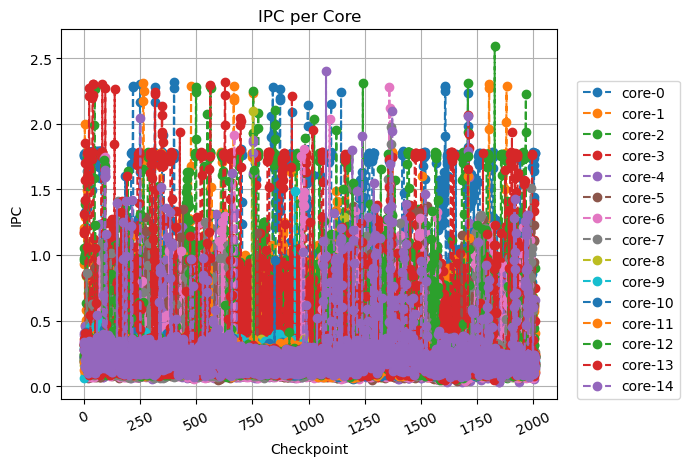 IPC per Core
IPC
2.5
2.0
1.5
1.0
0.5
0.0
0
250
500
750
1000
1250
1500
1750
2000
Checkpoint
core-0
core-1
core-2
core-3
core-4
core-5
core-6
core-7
core-8
core-9
core-10
core-11
core-12
core-13
core-14